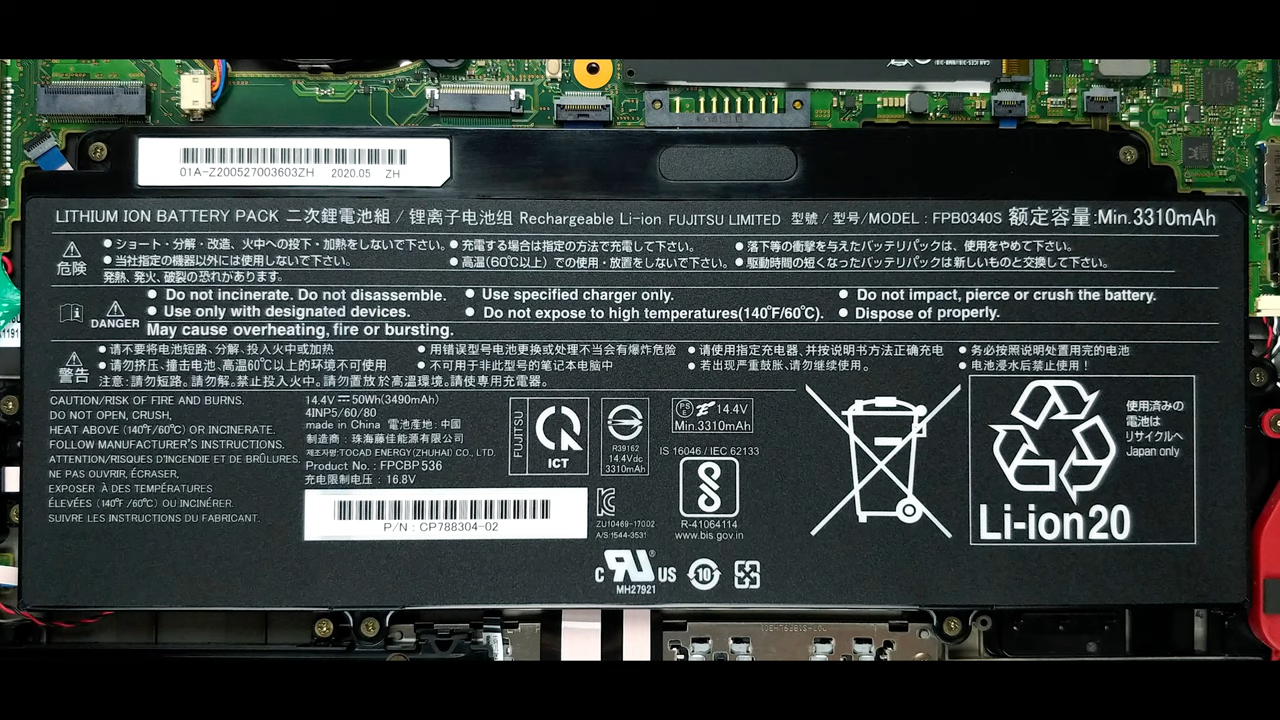 01A-Z200527003603ZH 2020.05 ZH
LITHIUM ION BATTERY PACK 二次鋰電池組 / 锂离子电池组 Rechargeable Li-ion FUJITSU LIMITED 型號 / 型号/MODEL : FPB0340S 额定容量:Min.3310mAh
危険
●ショート・分解・改造、火中への投下・加熱をしないで下さい。 ●充電する場合は指定の方法で充電して下さい。 ●落下等の衝撃を与えたバッテリパックは、使用をやめて下さい。
●当社指定の機器以外には使用しないで下さい。 ●高温(60℃以上）での使用・放置をしないで下さい。 ●駆動時間の短くなったバッテリパックは新しいものと交換して下さい。
発熱、発火、破裂の恐れがあります。
DANGER
● Do not incinerate. Do not disassemble. ● Use specified charger only. ● Do not impact, pierce or crush the battery.
● Use only with designated devices. ● Do not expose to high temperatures(140°F/60°C). ● Dispose of properly.
May cause overheating, fire or bursting.
警告
●请不要将电池短路、分解、投入火中或加热 ●用错误型号电池更换或处理不当会有爆炸危险 ●请使用指定充电器、并按说明书方法正确充电 ●务必按照说明处置用完的电池
●请勿挤压、撞击电池、高温60℃以上的环境不可使用 ●不可用于非此型号的笔记本电脑中 ●若出现严重鼓胀、请勿继续使用。 ●电池浸水后禁止使用！
注意:請勿短路。請勿解。禁止投入火中。請勿置放於高溫環境。請使専用充電器。
CAUTION/RISK OF FIRE AND BURNS.
DO NOT OPEN, CRUSH,
HEAT ABOVE (140°F/60°C) OR INCINERATE.
FOLLOW MANUFACTURER'S INSTRUCTIONS.
ATTENTION/RISQUES D'INCENDIE ET DE BRÛLURES.
NE PAS OUVRIR, ÉCRASER,
EXPOSER À DES TEMPÉRATURES
ÉLEVÉES (140°F /60°C) OU INCINÉRER.
SUIVRE LES INSTRUCTIONS DU FABRICANT.
14.4V ⎓ 50Wh(3490mAh)
4INP5/60/80
made in China 電池產地: 中國
制造商 : 珠海藤佳能源有限公司
제조자명: TOCAD ENERGY(ZHUHAI) CO., LTD.
Product No. : FPCBP536
充电限制电压 : 16.8V
P/N : CP788304-02
FUJITSU
ICT
R39162
14.4Vdc
3310mAh
PS
E
14.4V
Min.3310mAh
IS 16046 / IEC 62133
R-41064114
www.bis.gov.in
ZU10469-17002
A/S:1544-3531
C RU ® US
MH27921
10
使用済みの
電池は
リサイクルへ
Japan only
Li-ion20